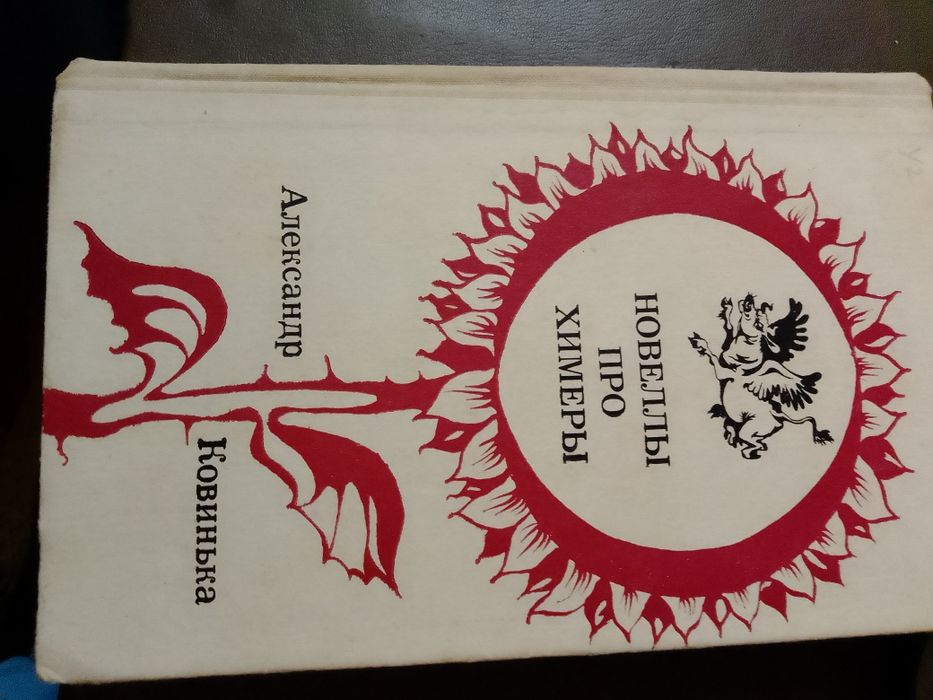 НОВЕЛЛЫ
ПРО
ХИМЕРЫ
Александр
Ковинька